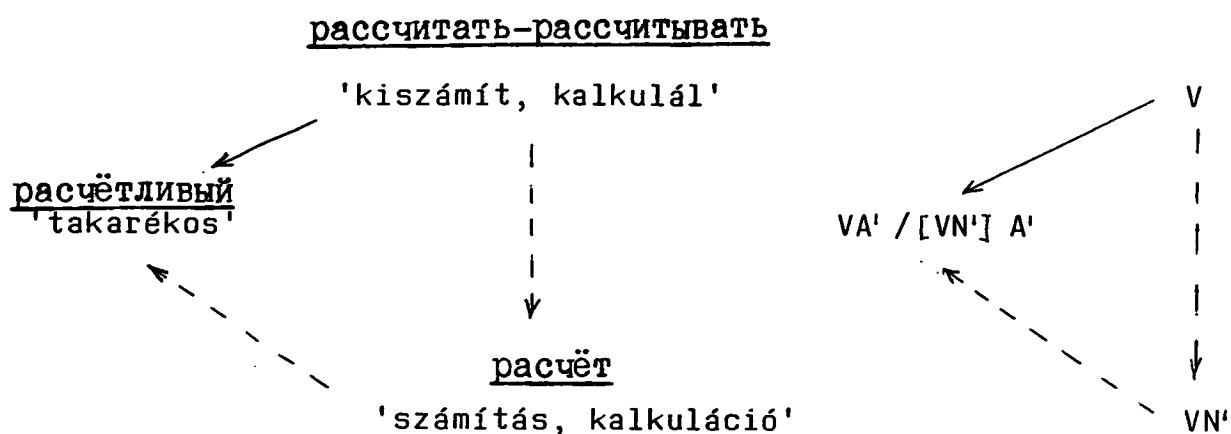 рассчитать-рассчитывать
'kiszámít, kalkulál' V
расчётливый
'takarékos' VA' /[VN'] A'
расчёт
'számítás, kalkuláció' VN'